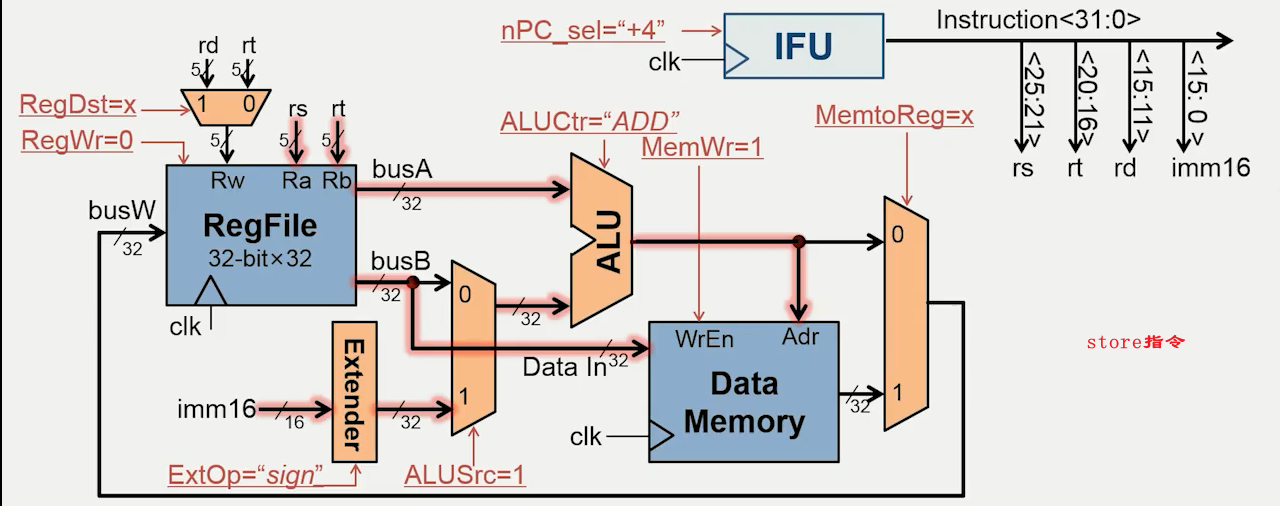 nPC_sel="+4"
clk
IFU
Instruction<31:0>
<25:21>
<20:16>
<15:11>
<15: 0 >
rs
rt
rd
imm16
rd
rt
5
5
1
0
RegDst=x
RegWr=0
5
rs
rt
5
5
Rw
Ra
Rb
RegFile
32-bit×32
clk
busW
32
busA
32
busB
32
ALUCtr="ADD"
MemWr=1
MemtoReg=x
ALU
0
1
32
imm16
16
Extender
32
ExtOp="sign"
ALUSrc=1
Data In
32
WrEn
Adr
Data
Memory
clk
32
0
1
store指令